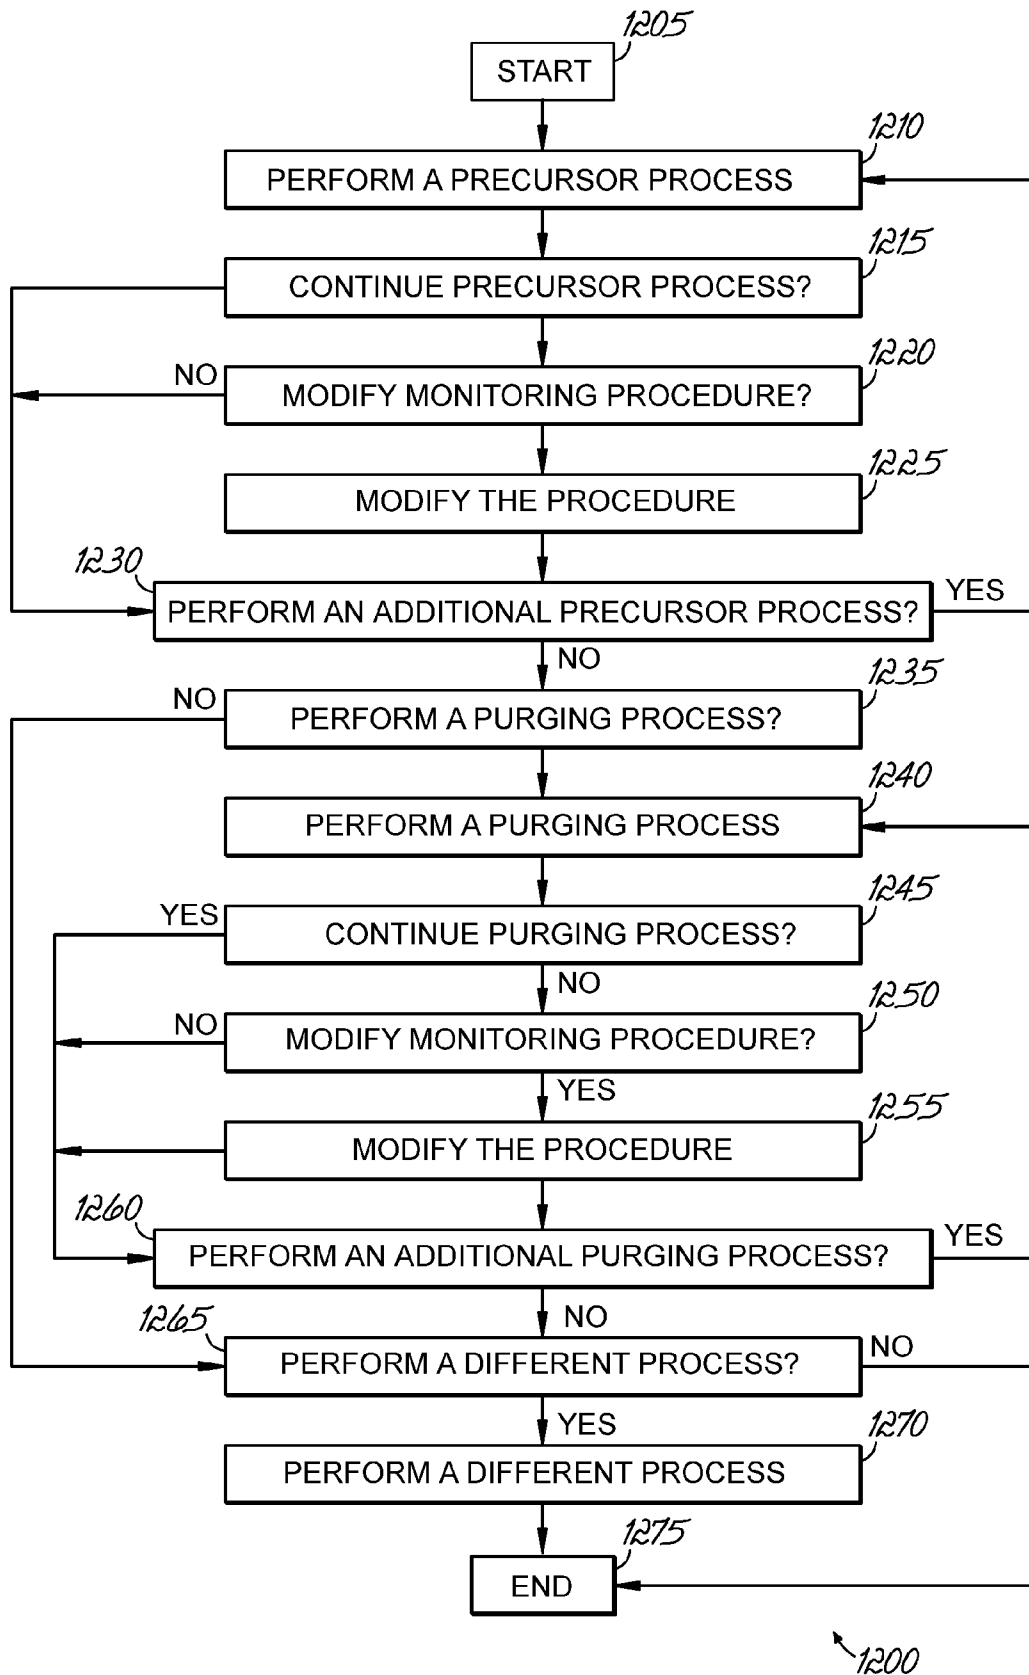 1205
START
1210
PERFORM A PRECURSOR PROCESS
1215
CONTINUE PRECURSOR PROCESS?
1220
NO
MODIFY MONITORING PROCEDURE?
1225
MODIFY THE PROCEDURE
1230
PERFORM AN ADDITIONAL PRECURSOR PROCESS?
YES
NO
1235
NO
PERFORM A PURGING PROCESS?
1240
PERFORM A PURGING PROCESS
1245
YES
CONTINUE PURGING PROCESS?
NO
1250
NO
MODIFY MONITORING PROCEDURE?
YES
1255
MODIFY THE PROCEDURE
1260
PERFORM AN ADDITIONAL PURGING PROCESS?
YES
NO
1265
PERFORM A DIFFERENT PROCESS?
NO
YES
1270
PERFORM A DIFFERENT PROCESS
1275
END
1200